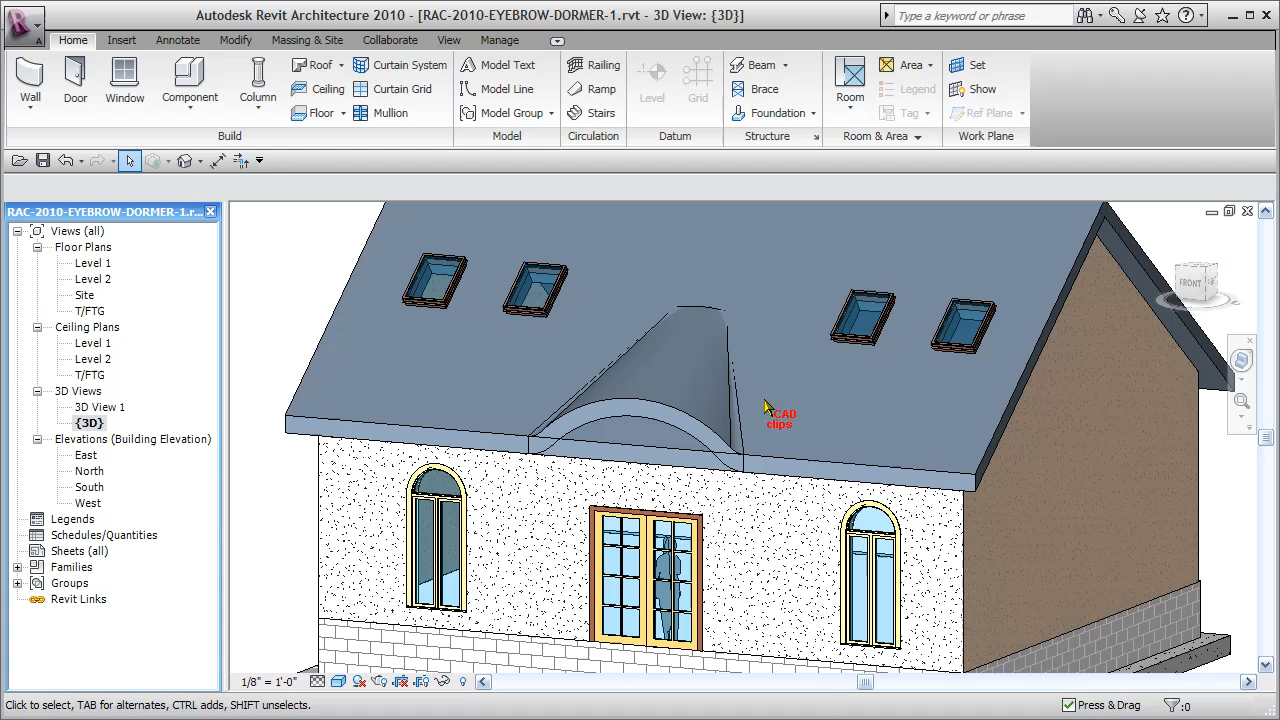 Autodesk Revit Architecture 2010 - [RAC-2010-EYEBROW-DORMER-1.rvt - 3D View: {3D}]
Type a keyword or phrase
Home Insert Annotate Modify Massing & Site Collaborate View Manage
Wall
Door
Window
Component
Column
Roof
Ceiling
Floor
Curtain System
Curtain Grid
Mullion
Build
Model Text
Model Line
Model Group
Model
Railing
Ramp
Stairs
Circulation
Level
Grid
Datum
Beam
Brace
Foundation
Structure
Room
Area
Legend
Tag
Room & Area
Set
Show
Ref Plane
Work Plane
RAC-2010-EYEBROW-DORMER-1.r...
Views (all)
Floor Plans
Level 1
Level 2
Site
T/FTG
Ceiling Plans
Level 1
Level 2
T/FTG
3D Views
3D View 1
{3D}
Elevations (Building Elevation)
East
North
South
West
Legends
Schedules/Quantities
Sheets (all)
Families
Groups
Revit Links
FRONT
CAD
clips
1/8" = 1'-0"
Click to select, TAB for alternates, CTRL adds, SHIFT unselects.
Press & Drag
:0